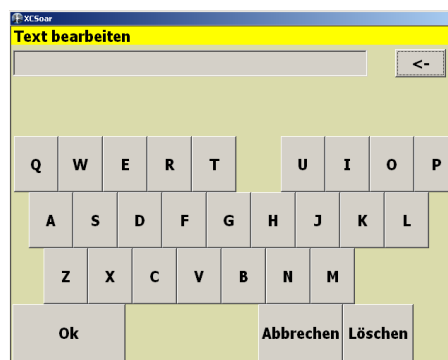 XCSoar
Text bearbeiten
<-
Q W E R T U I O P
A S D F G H J K L
Z X C V B N M
Ok Abbrechen Löschen